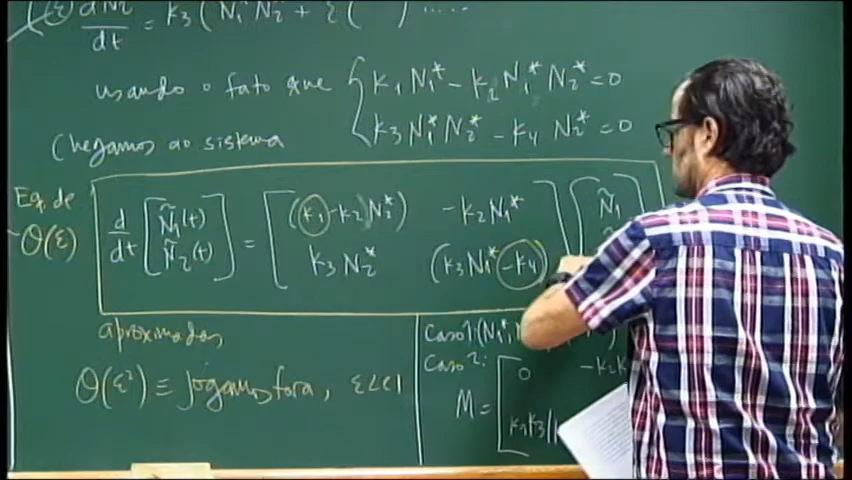 (ε) dN2/dt = k3 ( N1* N2 + ε( ) .....
usando o fato que { k1 N1* - k2 N1* N2* = 0
k3 N1* N2* - k4 N2* = 0
Chegamos ao sistema
Eq. de O(ε)
d/dt [Ñ1(t) Ñ2(t)] = [(k1 - k2 N2*) -k2 N1*
k3 N2* (k3 N1* - k4)] [Ñ1
aproximados
O(ε²) ≡ jogamos fora, ε<<1
Caso 1: (N1*,
Caso 2:
M = [0 -k2k